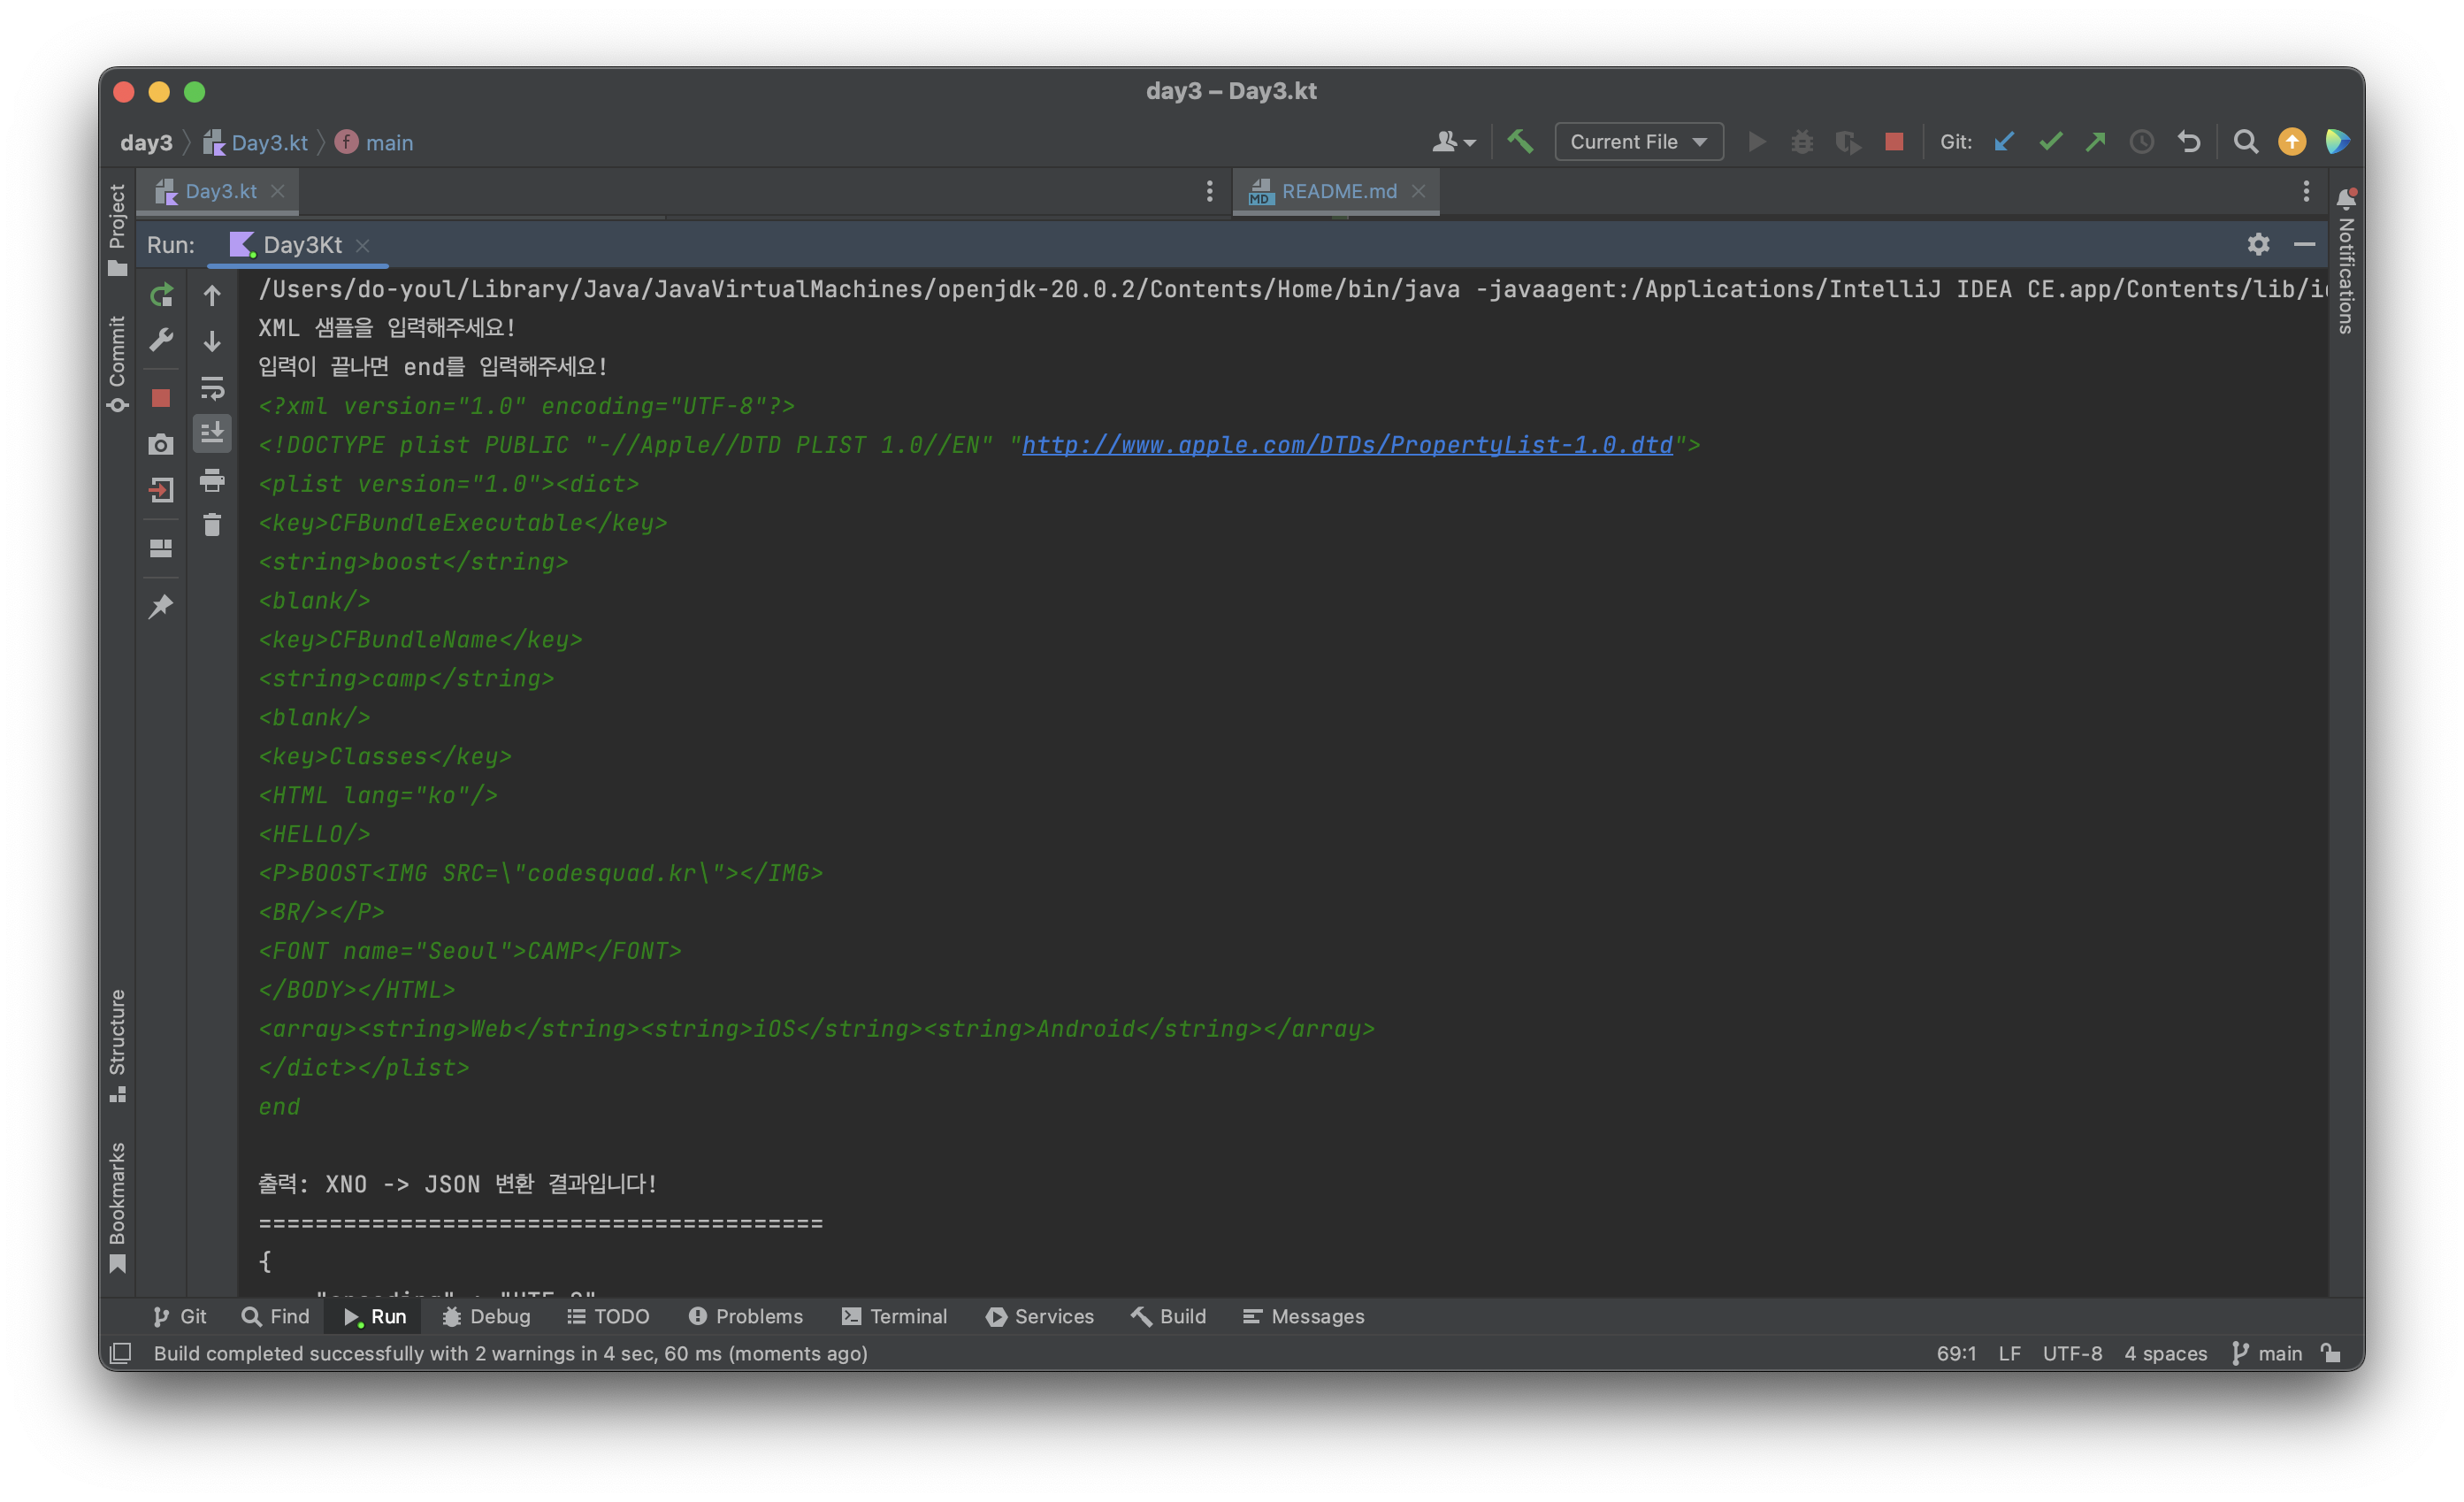 day3 – Day3.kt
day3 Day3.kt main
Current File Git:
Day3.kt README.md
Run: Day3Kt
Project
Commit
Structure
Bookmarks
Notifications
/Users/do-youl/Library/Java/JavaVirtualMachines/openjdk-20.0.2/Contents/Home/bin/java -javaagent:/Applications/IntelliJ IDEA CE.app/Contents/lib/
XML 샘플을 입력해주세요!
입력이 끝나면 end를 입력해주세요!
<?xml version="1.0" encoding="UTF-8"?>
<!DOCTYPE plist PUBLIC "-//Apple//DTD PLIST 1.0//EN" "http://www.apple.com/DTDs/PropertyList-1.0.dtd">
<plist version="1.0"><dict>
<key>CFBundleExecutable</key>
<string>boost</string>
<blank/>
<key>CFBundleName</key>
<string>camp</string>
<blank/>
<key>Classes</key>
<HTML lang="ko"/>
<HELLO/>
<P>BOOST<IMG SRC=\"codesquad.kr\"></IMG>
<BR/></P>
<FONT name="Seoul">CAMP</FONT>
</BODY></HTML>
<array><string>Web</string><string>iOS</string><string>Android</string></array>
</dict></plist>
end
출력: XNO -> JSON 변환 결과입니다!
========================================
{
"encoding" : "UTF-8"
Git Find Run Debug TODO Problems Terminal Services Build Messages
Build completed successfully with 2 warnings in 4 sec, 60 ms (moments ago) 69:1 LF UTF-8 4 spaces main